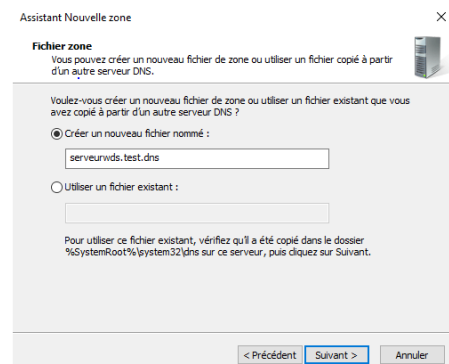 Assistant Nouvelle zone
Fichier zone
Vous pouvez créer un nouveau fichier de zone ou utiliser un fichier copié à partir
d'un autre serveur DNS.
Voulez-vous créer un nouveau fichier de zone ou utiliser un fichier existant que vous
avez copié à partir d'un autre serveur DNS ?
Créer un nouveau fichier nommé :
serveurwds.test.dns
Utiliser un fichier existant :
Pour utiliser ce fichier existant, vérifiez qu'il a été copié dans le dossier
%SystemRoot%\system32\dns sur ce serveur, puis cliquez sur Suivant.
< Précédent Suivant > Annuler